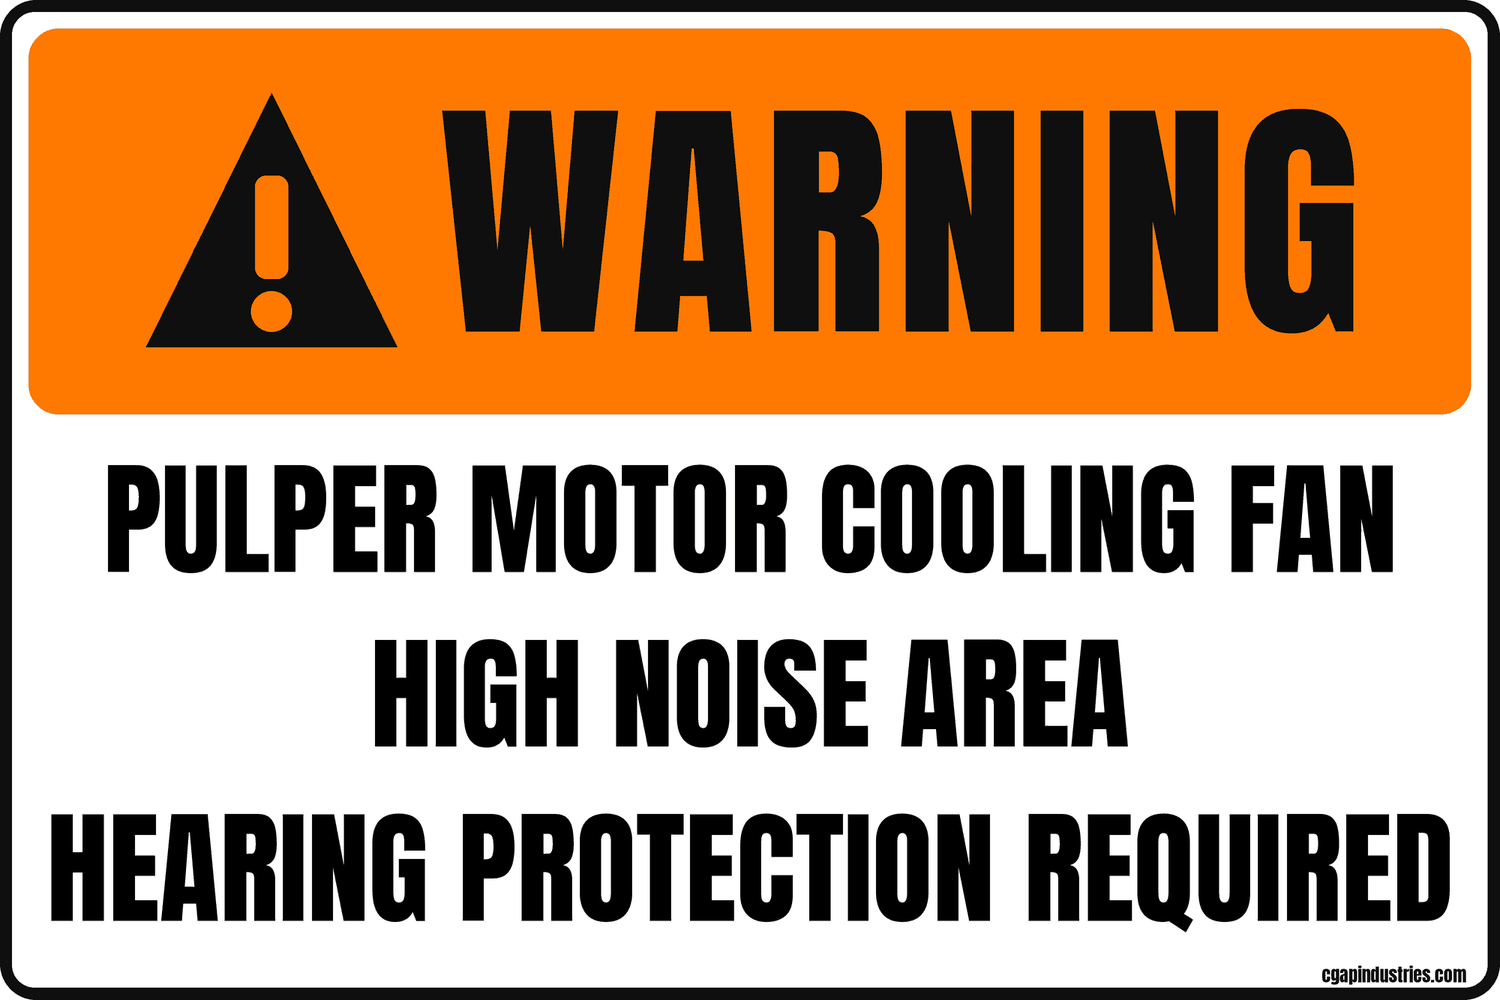 WARNING
PULPER MOTOR COOLING FAN
HIGH NOISE AREA
HEARING PROTECTION REQUIRED
cgapindustries.com